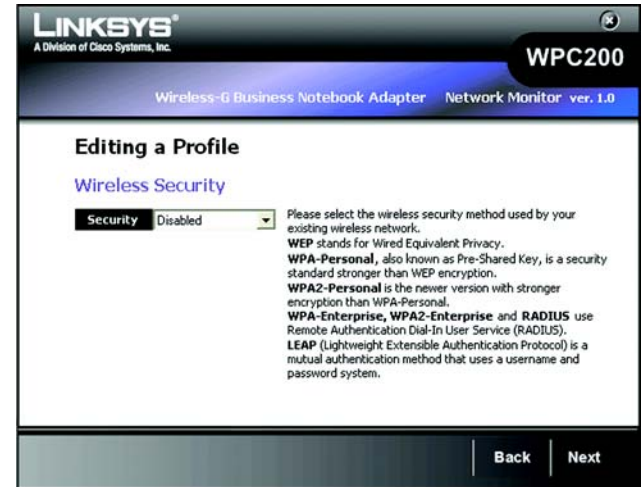 LINKSYS®
A Division of Cisco Systems, Inc.
WPC200
Wireless-G Business Notebook Adapter Network Monitor ver. 1.0
Editing a Profile
Wireless Security
Security Disabled
Please select the wireless security method used by your
existing wireless network.
WEP stands for Wired Equivalent Privacy.
WPA-Personal, also known as Pre-Shared Key, is a security
standard stronger than WEP encryption.
WPA2-Personal is the newer version with stronger
encryption than WPA-Personal.
WPA-Enterprise, WPA2-Enterprise and RADIUS use
Remote Authentication Dial-In User Service (RADIUS).
LEAP (Lightweight Extensible Authentication Protocol) is a
mutual authentication method that uses a username and
password system.
Back Next